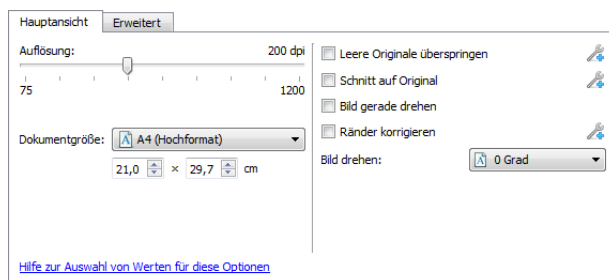 Hauptansicht Erweitert
Auflösung: 200 dpi
75 1200
Dokumentgröße: A4 (Hochformat)
21,0 × 29,7 cm
Hilfe zur Auswahl von Werten für diese Optionen
Leere Originale überspringen
Schnitt auf Original
Bild gerade drehen
Ränder korrigieren
Bild drehen: 0 Grad